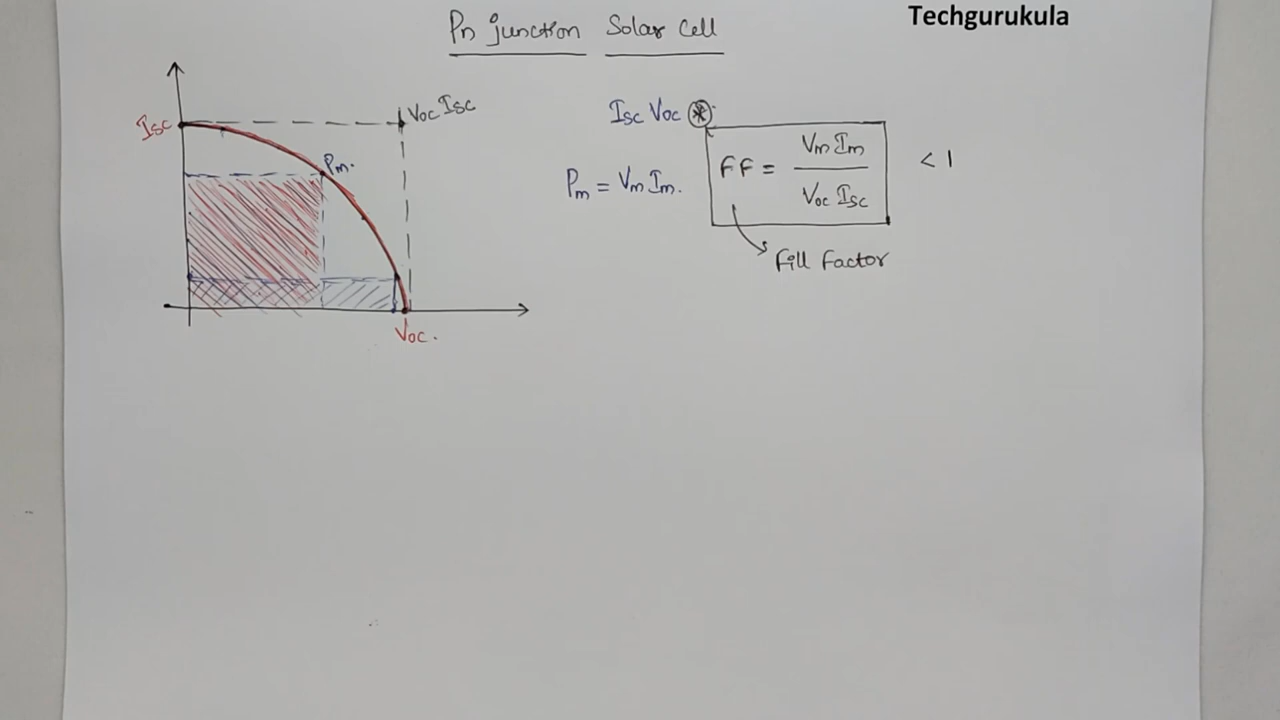 Techgurukula
Pn junction Solar Cell
Isc
Voc Isc
Pm.
Voc.
Isc Voc *
Pm = Vm Im.
FF = Vm Im / Voc Isc < 1
Fill Factor